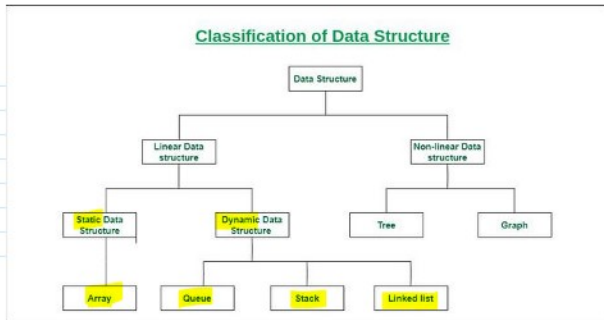 Classification of Data Structure
Data Structure
Linear Data
structure
Non-linear Data
structure
Static Data
Structure
Dynamic Data
Structure
Tree
Graph
Array
Queue
Stack
Linked list